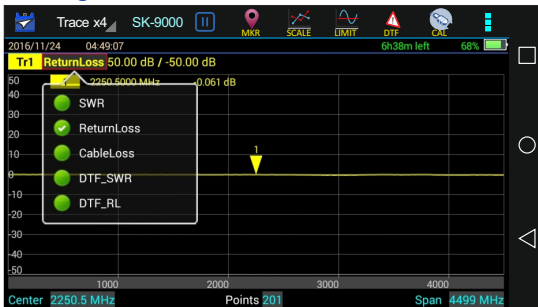 Trace x4 SK-9000 MKR SCALE LIMIT DTF CAL
2016/11/24 04:49:07 6h38m left 68%
Tr1 ReturnLoss 50.00 dB / -50.00 dB
50 1 2250.5000 MHz -0.061 dB
40
30
20
10
0
-10
-20
-30
-40
-50
SWR
ReturnLoss
CableLoss
DTF_SWR
DTF_RL
1
1000 2000 3000 4000
Center 2250.5 MHz Points 201 Span 4499 MHz